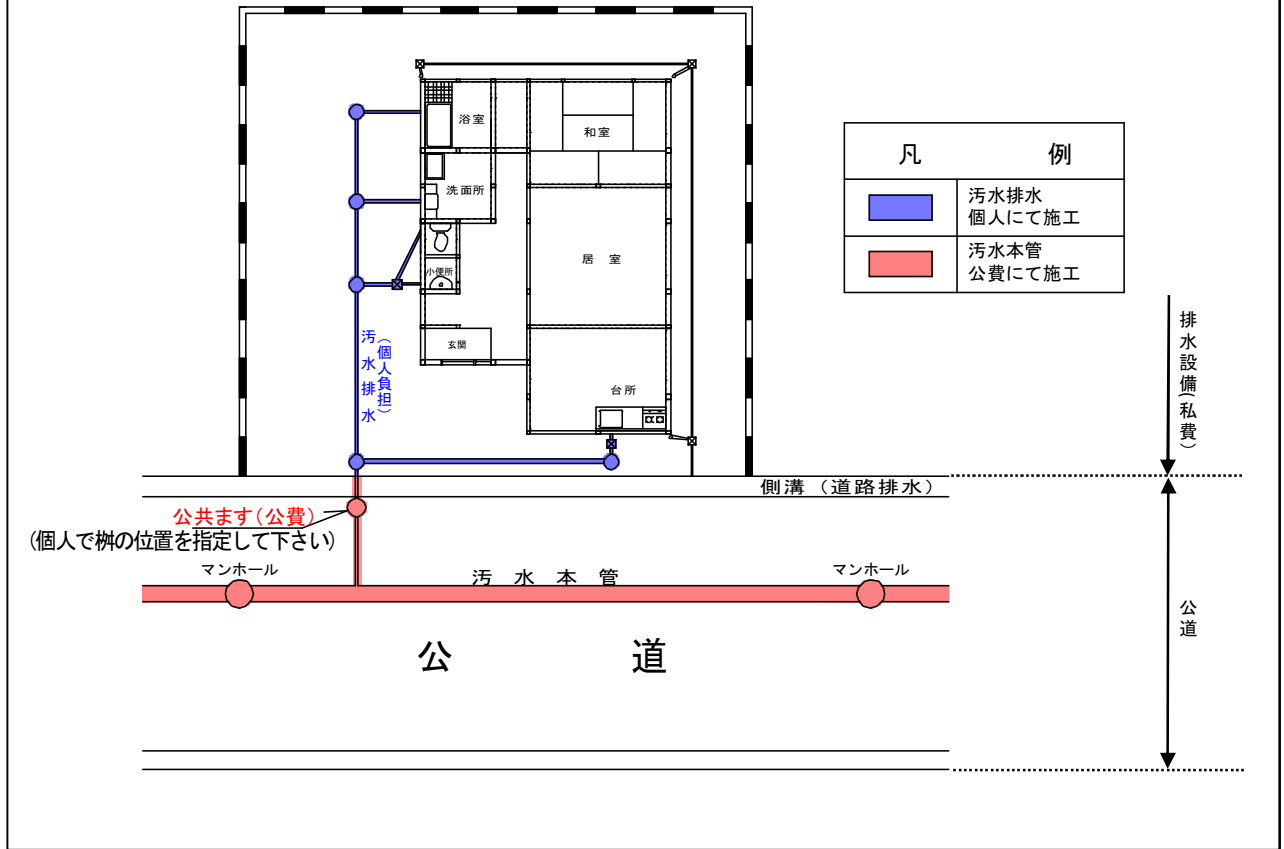 浴室
和室
洗面所
小便所
居室
玄関
台所
凡例
汚水排水
個人にて施工
汚水本管
公費にて施工
汚水排水
（個人負担）
排水設備（私費）
側溝（道路排水）
公共ます（公費）
(個人で桝の位置を指定して下さい)
マンホール
汚水本管
マンホール
公道
公道